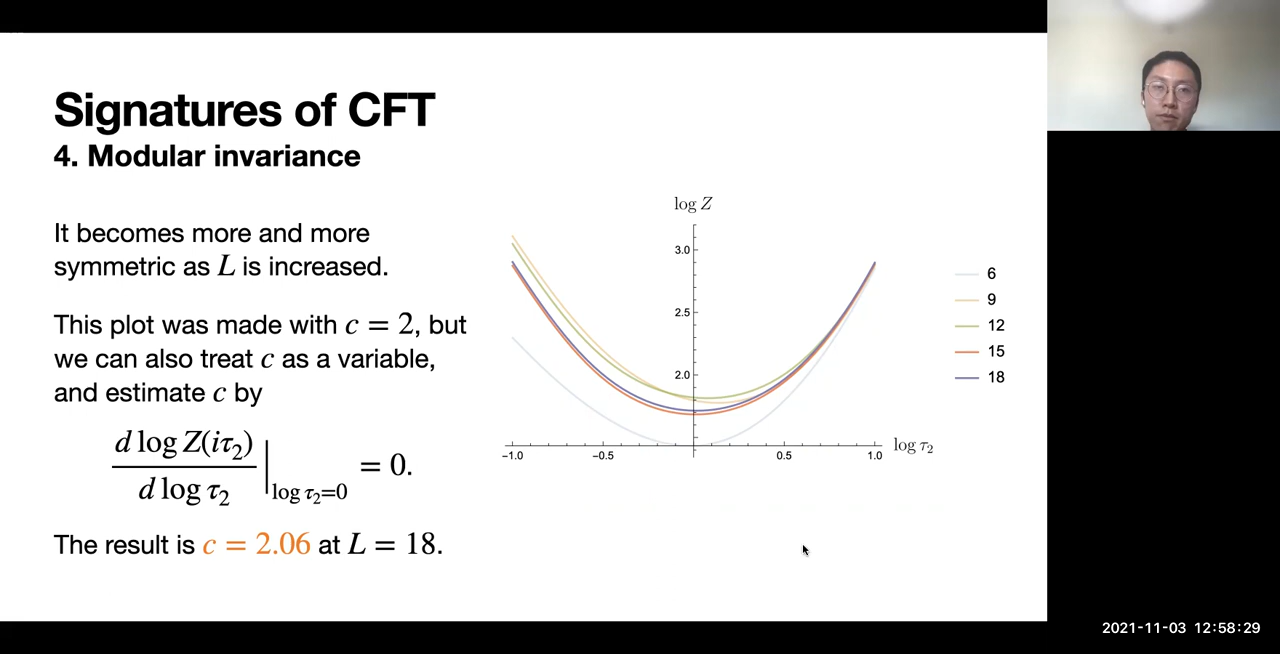 Signatures of CFT
4. Modular invariance
It becomes more and more
symmetric as L is increased.
This plot was made with c = 2, but
we can also treat c as a variable,
and estimate c by
d log Z(iτ₂)
d log τ₂
|log τ₂=0
= 0.
The result is c = 2.06 at L = 18.
log Z
3.0
2.5
2.0
−1.0
−0.5
0.5
1.0
log τ₂
6
9
12
15
18
2021-11-03 12:58:29